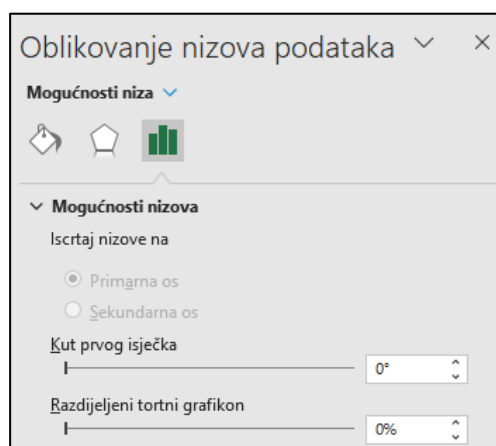 Oblikovanje nizova podataka
Mogućnosti niza
Mogućnosti nizova
Iscrtaj nizove na
Primarna os
Sekundarna os
Kut prvog isječka
0°
Razdijeljeni tortni grafikon
0%